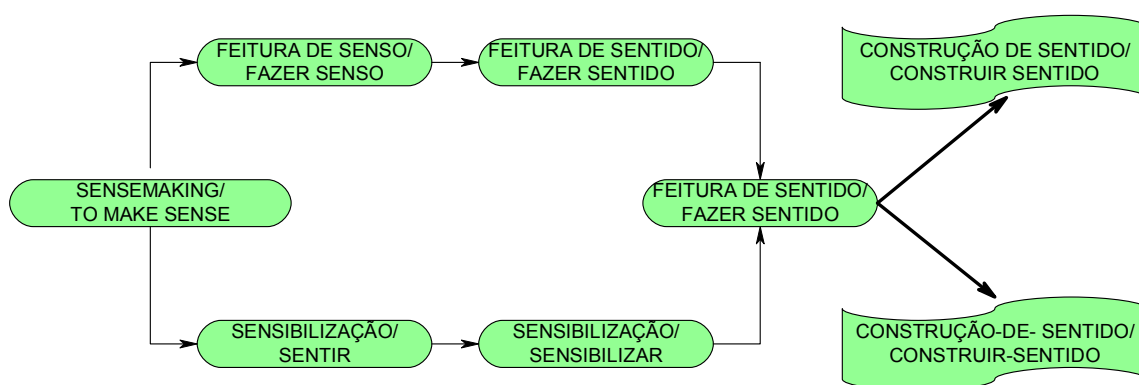 FEITURA DE SENSO/
FAZER SENSO
FEITURA DE SENTIDO/
FAZER SENTIDO
CONSTRUÇÃO DE SENTIDO/
CONSTRUIR SENTIDO
SENSEMAKING/
TO MAKE SENSE
FEITURA DE SENTIDO/
FAZER SENTIDO
SENSIBILIZAÇÃO/
SENTIR
SENSIBILIZAÇÃO/
SENSIBILIZAR
CONSTRUÇÃO-DE- SENTIDO/
CONSTRUIR-SENTIDO